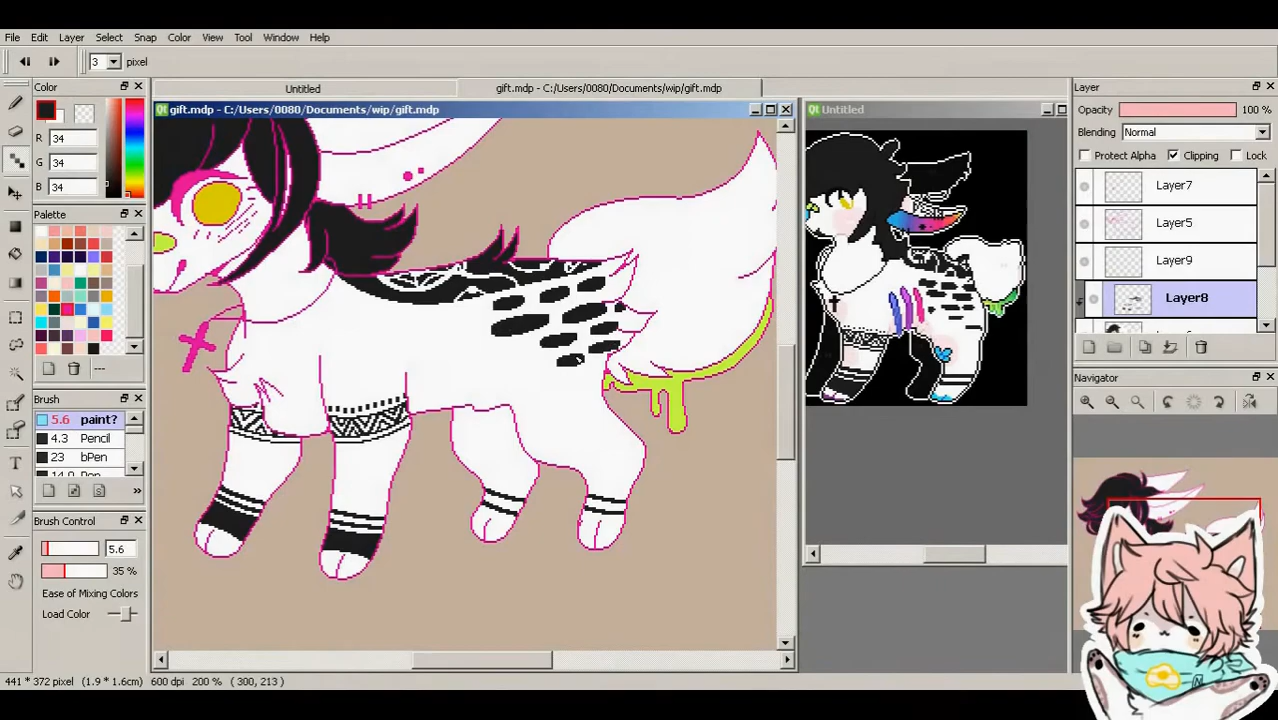 File Edit Layer Select Snap Color View Tool Window Help
3 pixel
Color
R 34
G 34
B 34
Palette
---
Brush
5.6 paint?
4.3 Pencil
23 bPen
Brush Control
5.6
35 %
Ease of Mixing Colors
Load Color
Untitled
gift.mdp - C:/Users/0080/Documents/wip/gift.mdp
Qt gift.mdp - C:/Users/0080/Documents/wip/gift.mdp
Qt Untitled
Layer
Opacity 100 %
Blending Normal
Protect Alpha Clipping Lock
Layer7
Layer5
Layer9
Layer8
Navigator
441 * 372 pixel (1.9 * 1.6cm) 600 dpi 200 % ( 300, 213 )